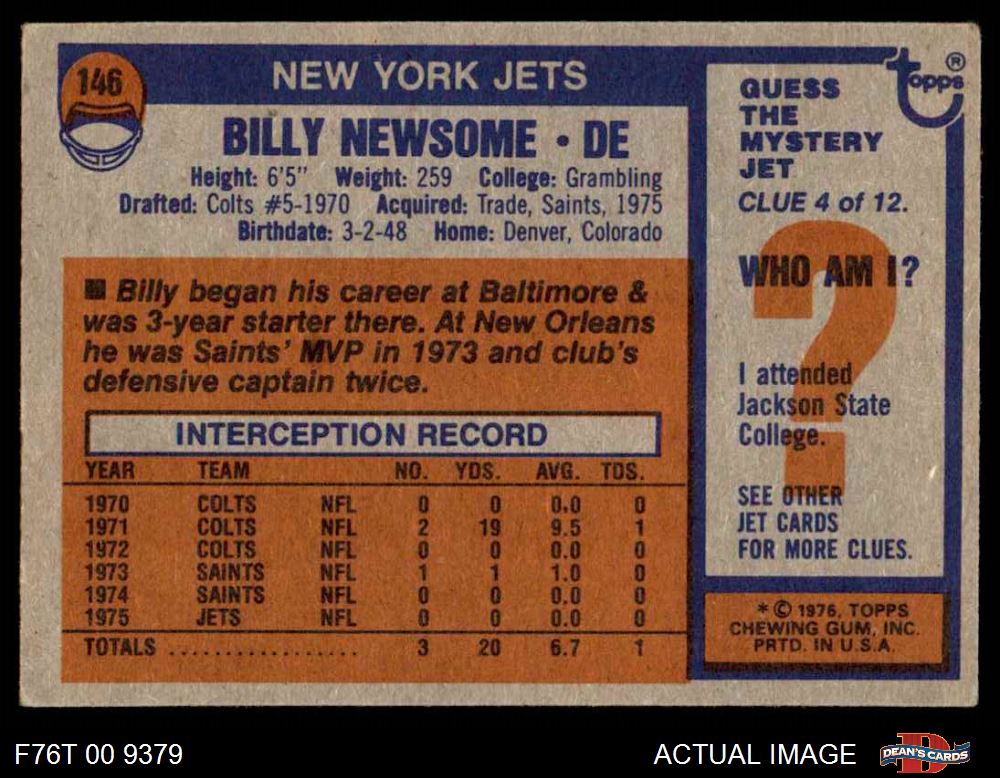 146
NEW YORK JETS
BILLY NEWSOME • DE
Height: 6'5" Weight: 259 College: Grambling
Drafted: Colts #5-1970 Acquired: Trade, Saints, 1975
Birthdate: 3-2-48 Home: Denver, Colorado
■ Billy began his career at Baltimore &
was 3-year starter there. At New Orleans
he was Saints' MVP in 1973 and club's
defensive captain twice.
INTERCEPTION RECORD
YEAR TEAM NO. YDS. AVG. TDS.
1970 COLTS NFL 0 0 0.0 0
1971 COLTS NFL 2 19 9.5 1
1972 COLTS NFL 0 0 0.0 0
1973 SAINTS NFL 1 1 1.0 0
1974 SAINTS NFL 0 0 0.0 0
1975 JETS NFL 0 0 0.0 0
TOTALS ................. 3 20 6.7 1
topps®
GUESS
THE
MYSTERY
JET
CLUE 4 of 12.
?
WHO AM I?
I attended
Jackson State
College.
SEE OTHER
JET CARDS
FOR MORE CLUES.
* © 1976, TOPPS
CHEWING GUM, INC.
PRTD. IN U.S.A.
F76T 00 9379
ACTUAL IMAGE
D
DEAN'S CARDS